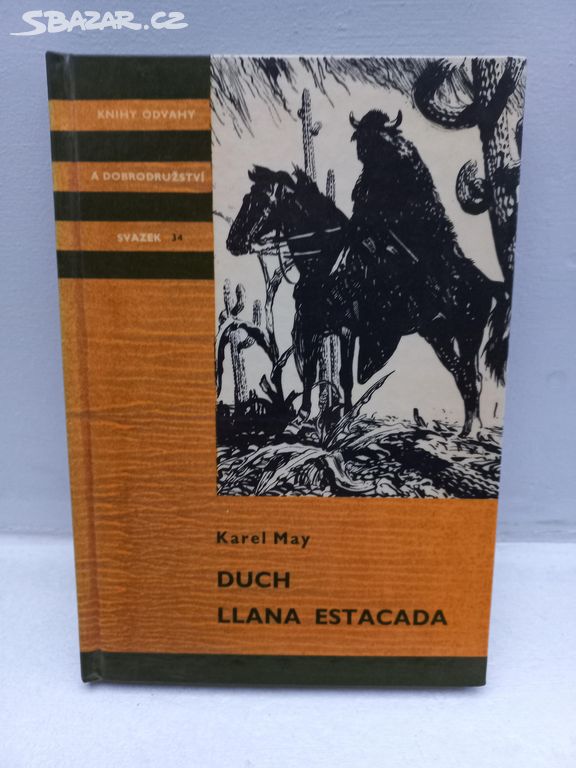 SBAZAR.CZ
KNIHY ODVAHY
A DOBRODRUŽSTVÍ
SVAZEK 34
Karel May
DUCH
LLANA ESTACADA